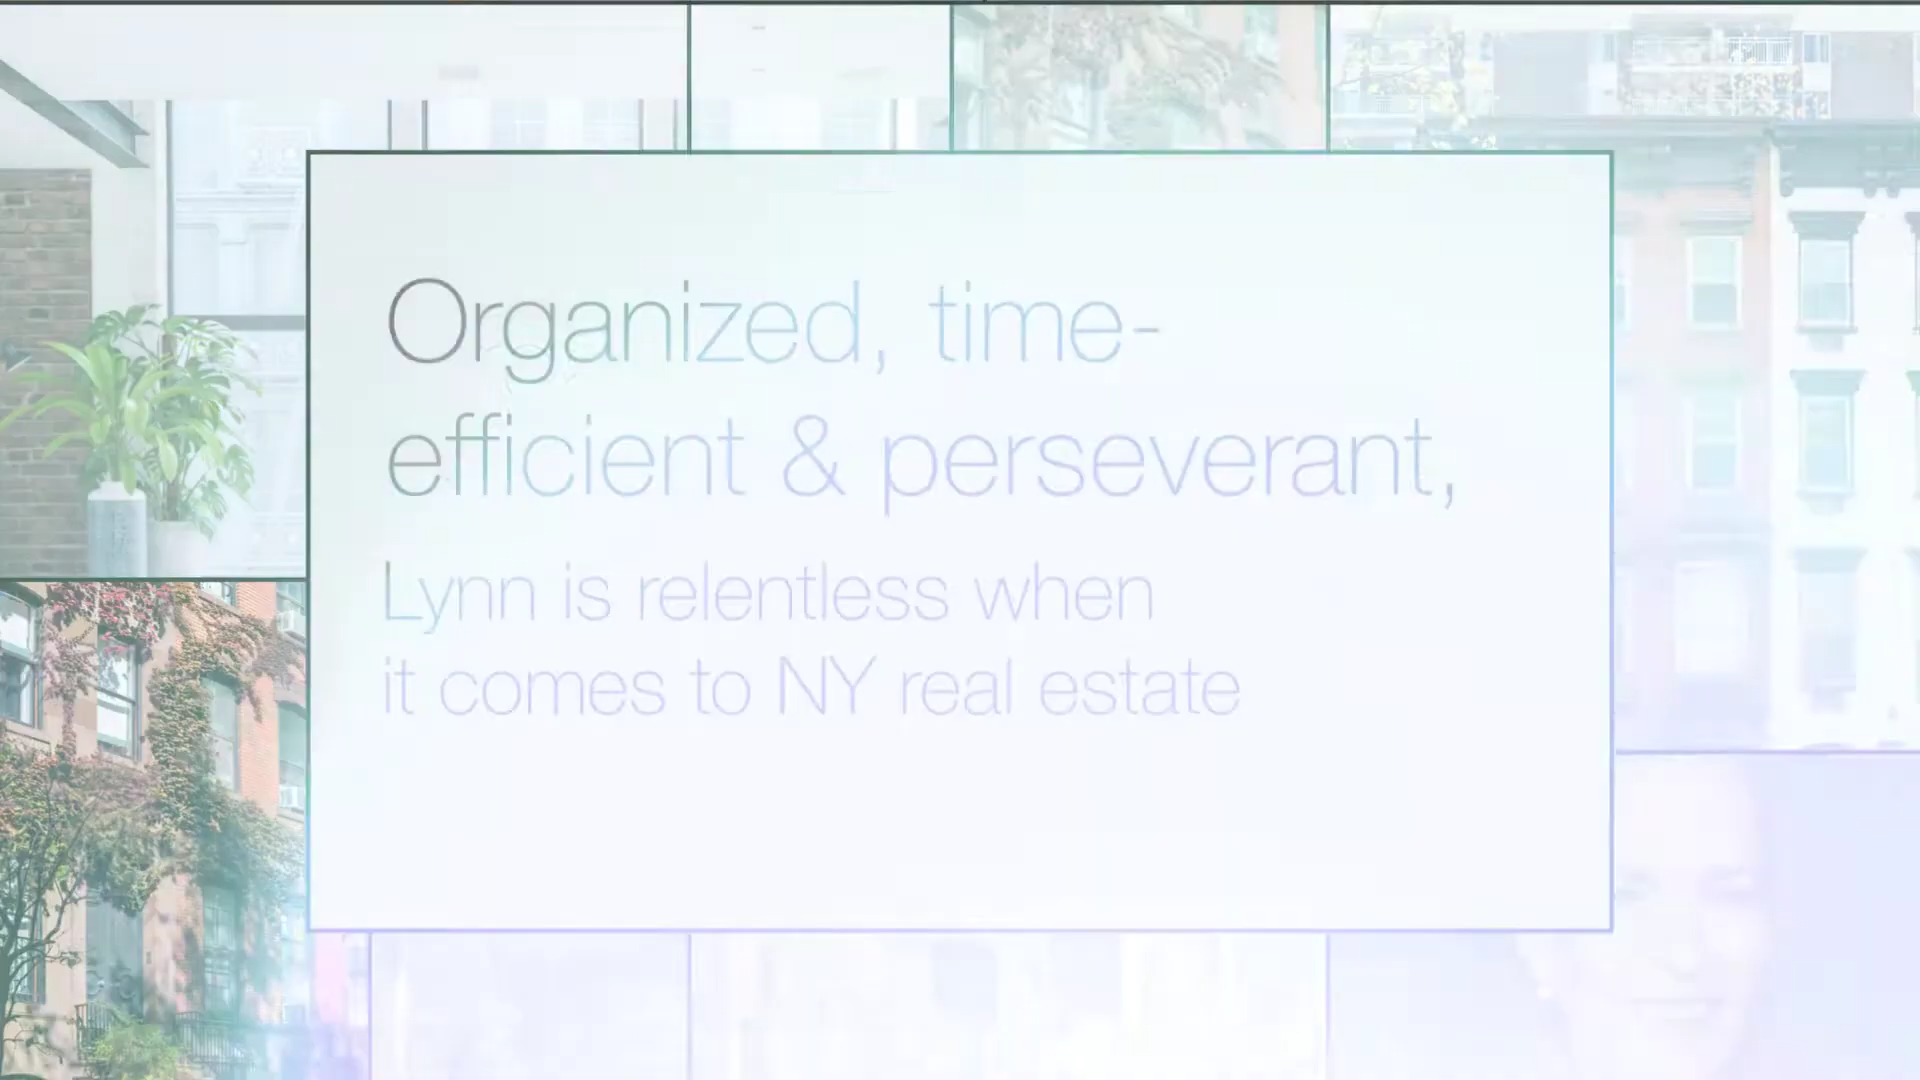 Organized, time-
efficient & perseverant,
Lynn is relentless when
it comes to NY real estate